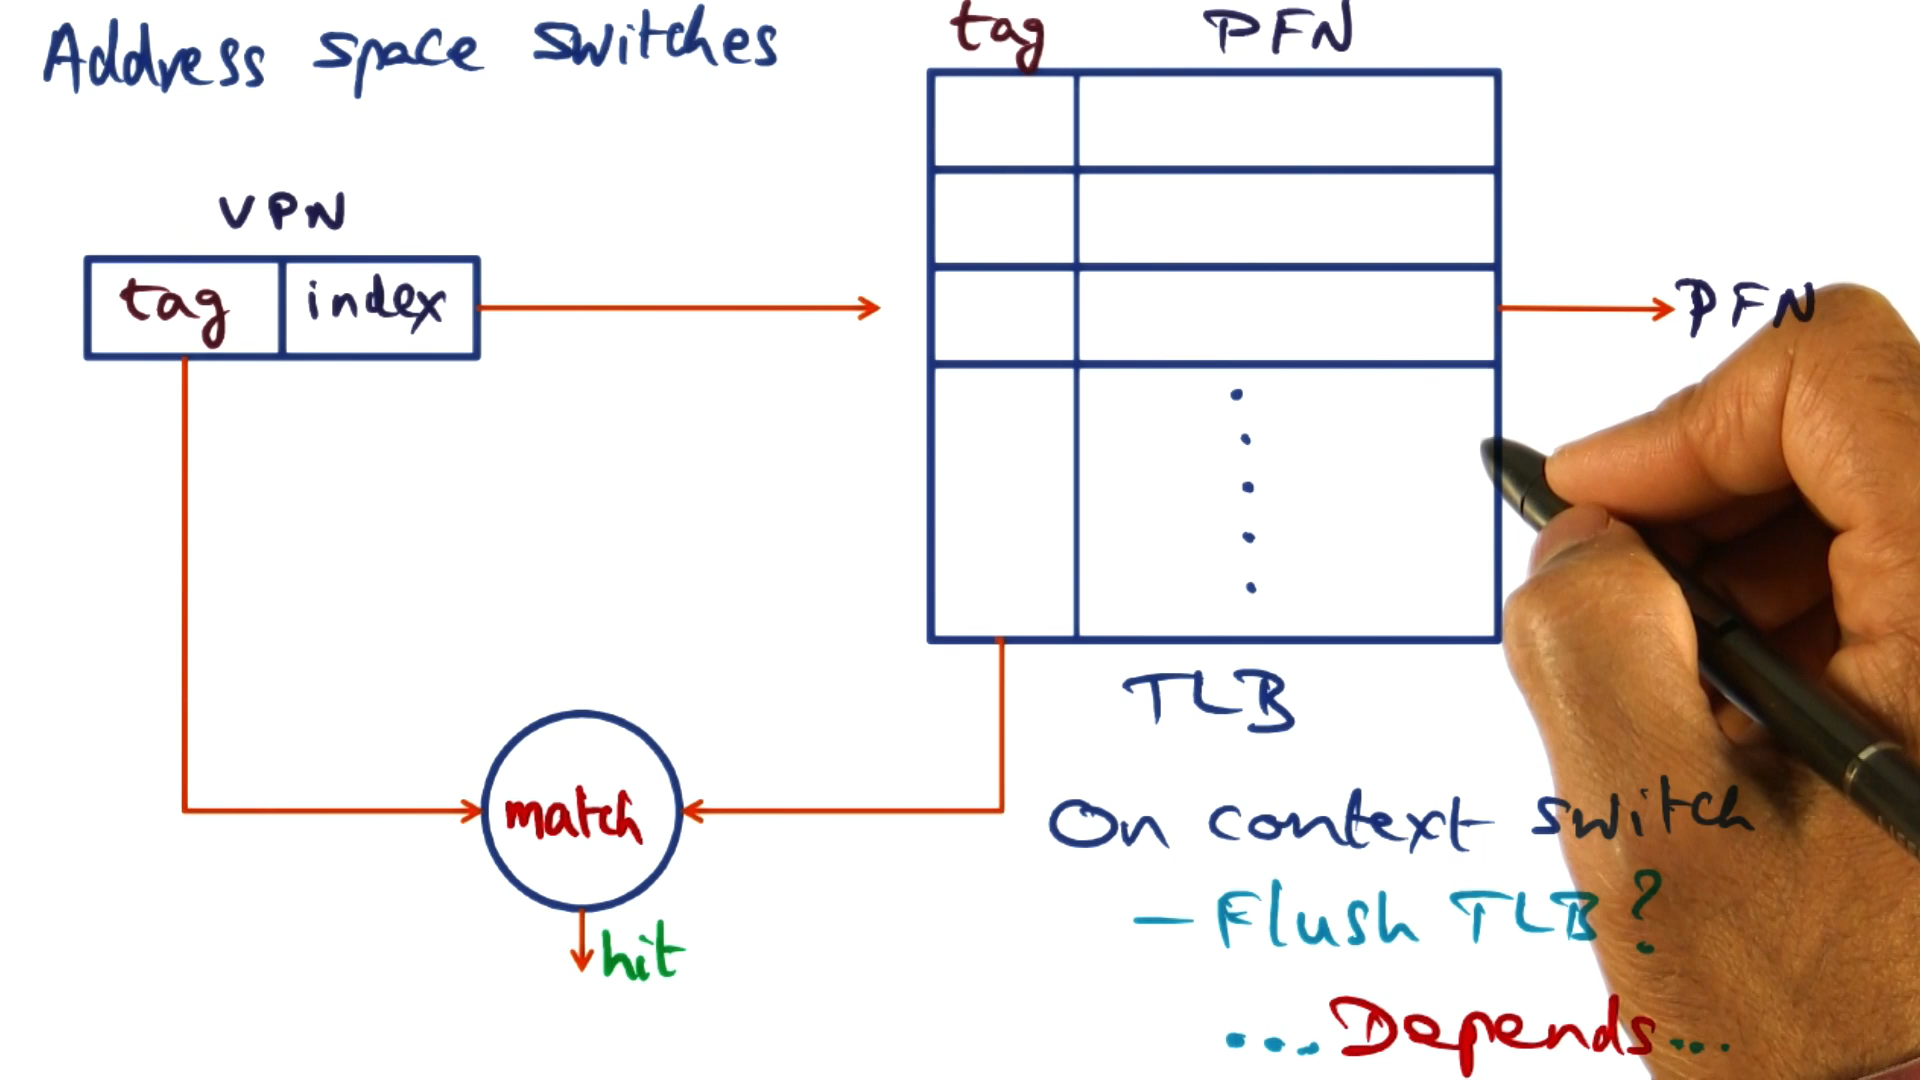 Address space switches
tag PFN
VPN
tag index
PFN
TLB
match
hit
On context switch
- Flush TLB?
... Depends...